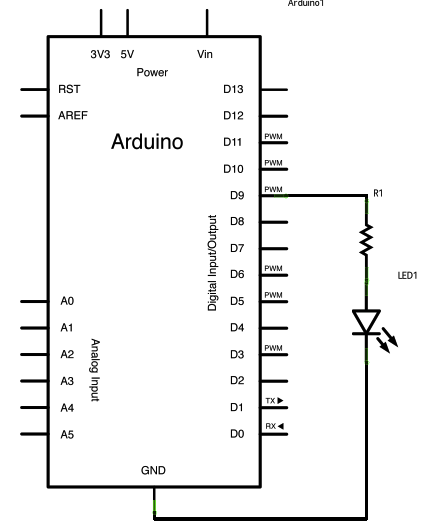 Arduino1
3V3 5V Vin
Power
RST
AREF
Arduino
D13
D12
D11 PWM
D10 PWM
D9 PWM
D8
D7
D6 PWM
D5 PWM
D4
D3 PWM
D2
D1 TX ▶
D0 RX ◀
Digital Input/Output
A0
A1
A2
A3
A4
A5
Analog Input
GND
R1
LED1